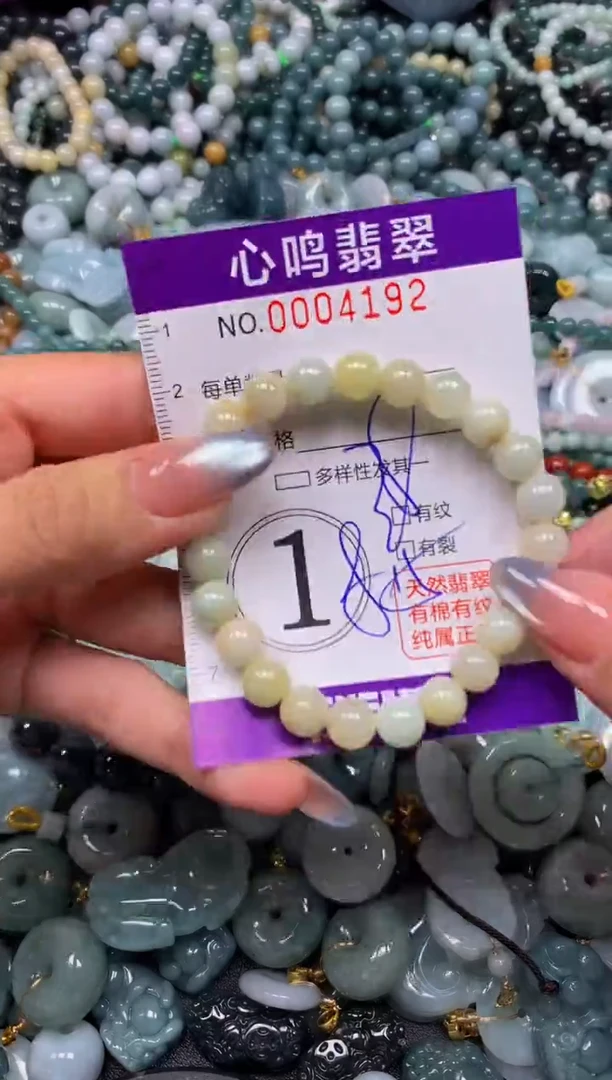 心鸣翡翠
NO.0004192
1
2 每单
格
多样性发其
有纹
有裂
1
天然翡翠
有棉有纹
纯属正
7